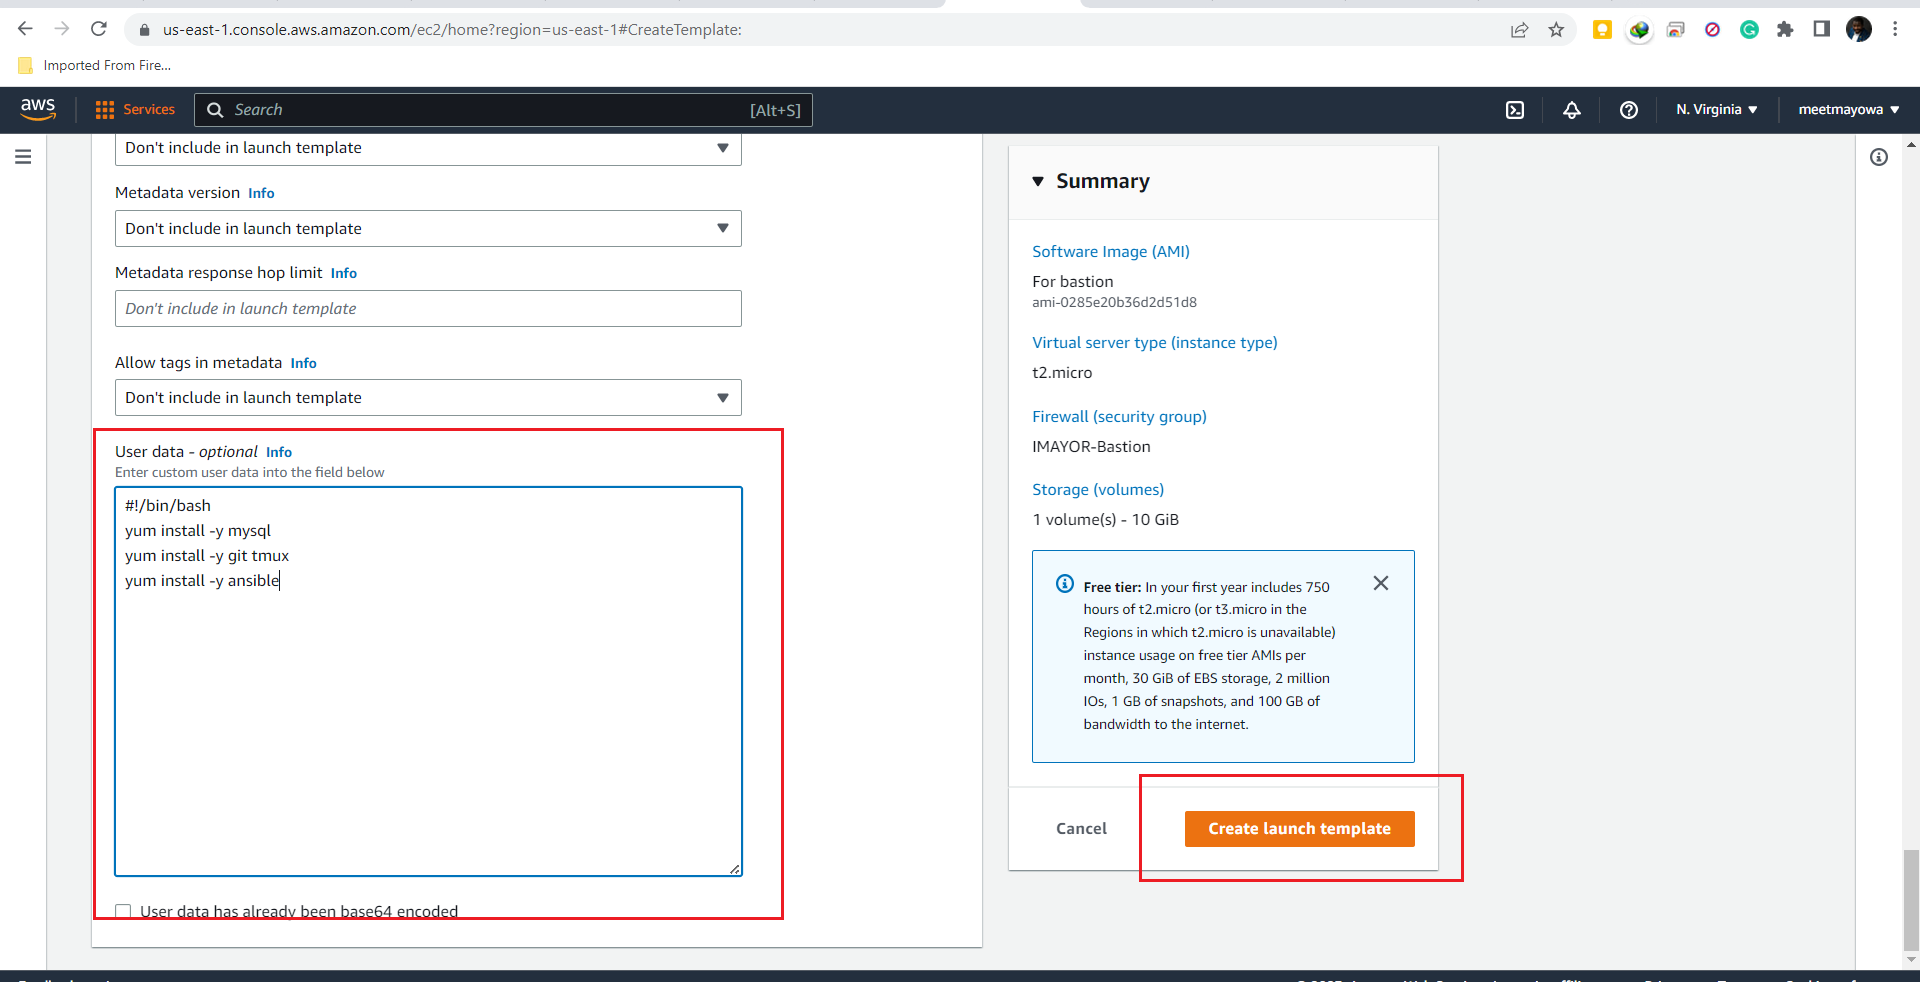 us-east-1.console.aws.amazon.com/ec2/home?region=us-east-1#CreateTemplate:
Imported From Fire...
aws
Services
Search
[Alt+S]
N. Virginia
meetmayowa
Don't include in launch template
Metadata version Info
Don't include in launch template
Metadata response hop limit Info
Don't include in launch template
Allow tags in metadata Info
Don't include in launch template
User data - optional Info
Enter custom user data into the field below
#!/bin/bash
yum install -y mysql
yum install -y git tmux
yum install -y ansible
User data has already been base64 encoded
Summary
Software Image (AMI)
For bastion
ami-0285e20b36d2d51d8
Virtual server type (instance type)
t2.micro
Firewall (security group)
IMAYOR-Bastion
Storage (volumes)
1 volume(s) - 10 GiB
Free tier: In your first year includes 750
hours of t2.micro (or t3.micro in the
Regions in which t2.micro is unavailable)
instance usage on free tier AMIs per
month, 30 GiB of EBS storage, 2 million
IOs, 1 GB of snapshots, and 100 GB of
bandwidth to the internet.
Cancel
Create launch template